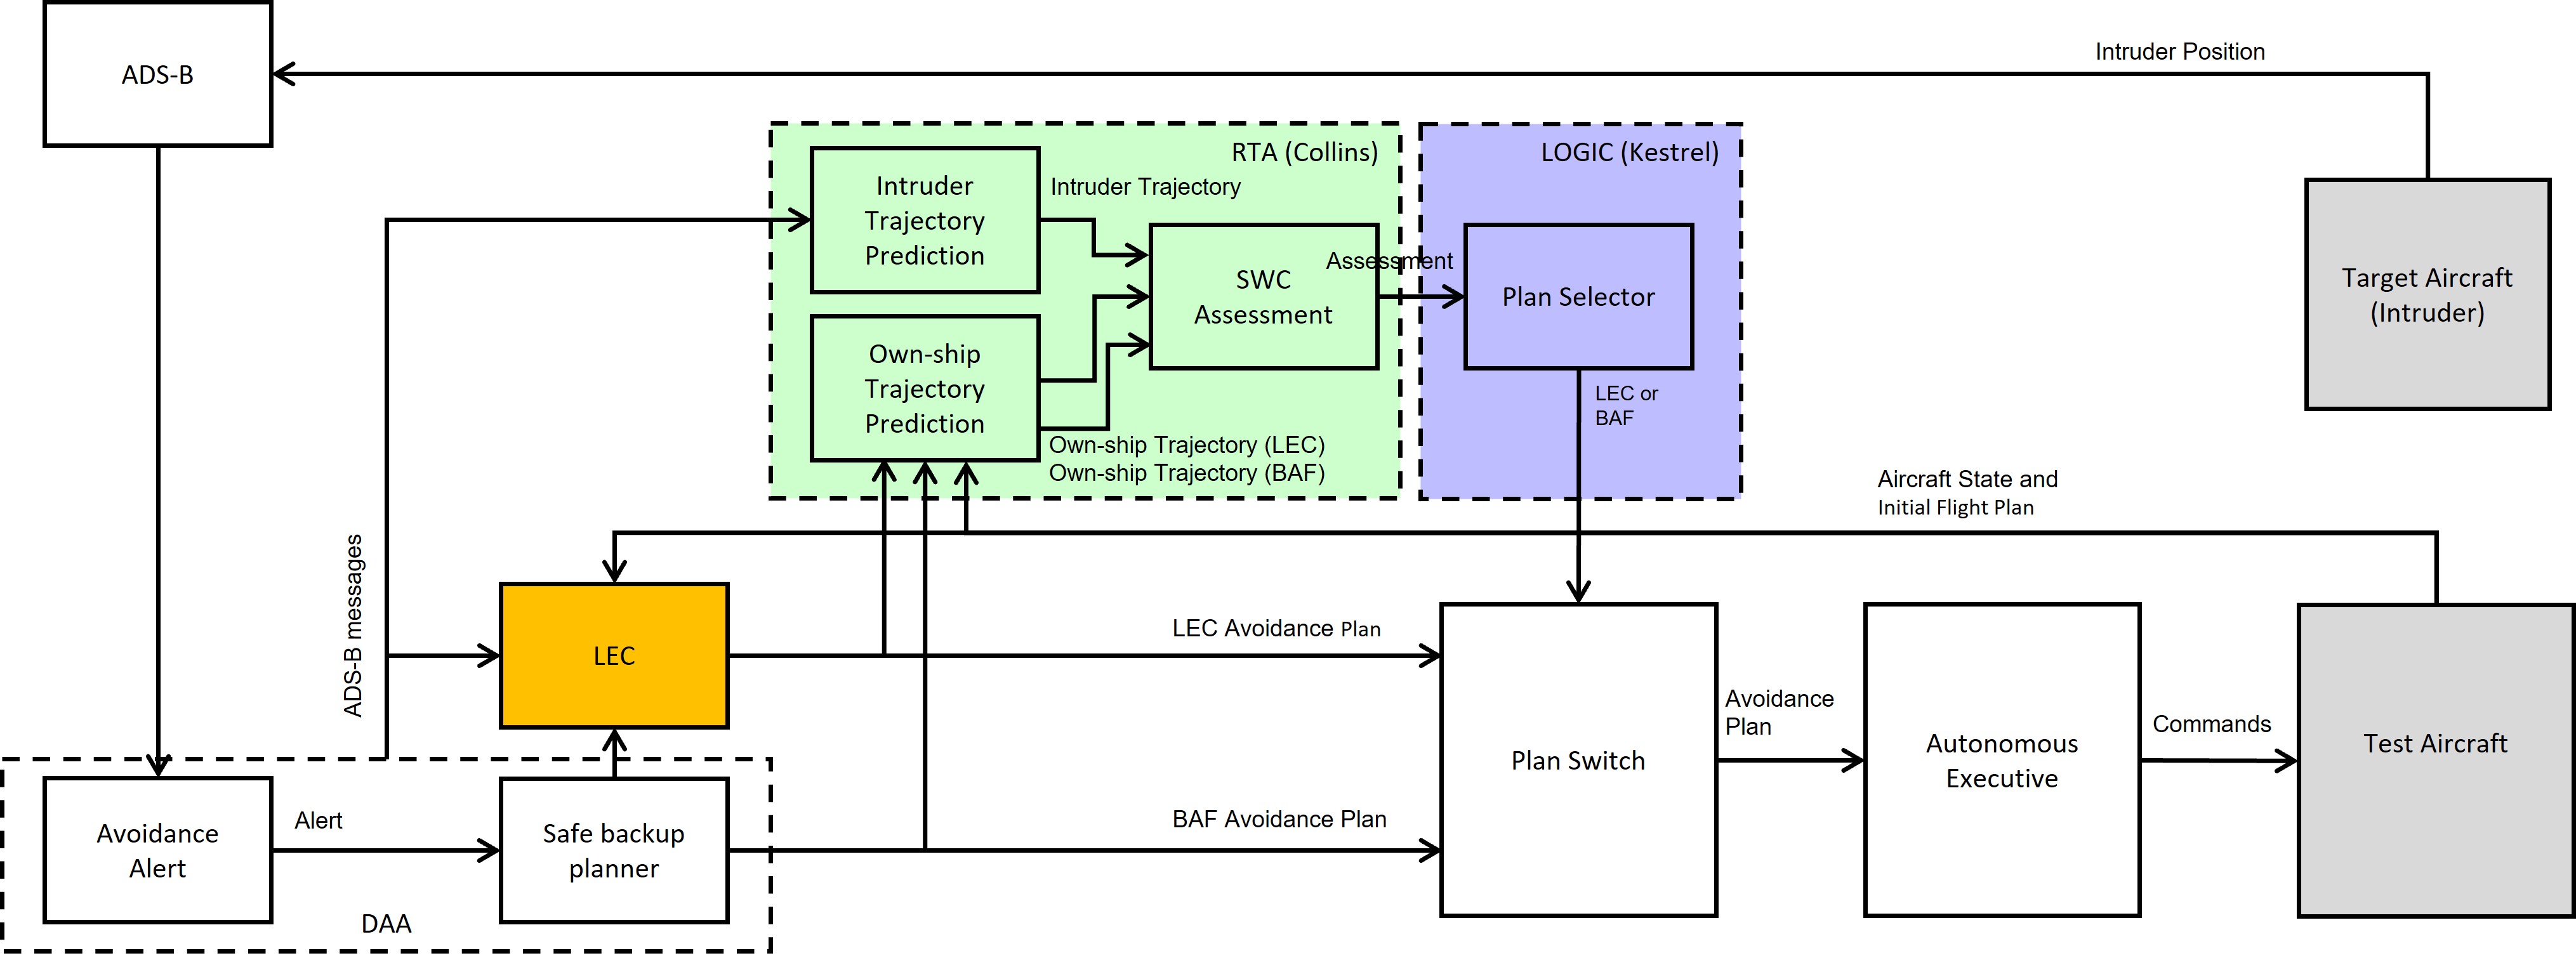 ADS-B
Intruder Position
RTA (Collins)
LOGIC (Kestrel)
Intruder
Trajectory
Prediction
Intruder Trajectory
Target Aircraft
(Intruder)
SWC
Assessment
Assessment
Plan Selector
Own-ship
Trajectory
Prediction
LEC or
BAF
Own-ship Trajectory (LEC)
Own-ship Trajectory (BAF)
Aircraft State and
Initial Flight Plan
ADS-B messages
LEC
LEC Avoidance Plan
Avoidance
Plan
Commands
Plan Switch
Autonomous
Executive
Test Aircraft
Avoidance
Alert
Alert
Safe backup
planner
BAF Avoidance Plan
DAA